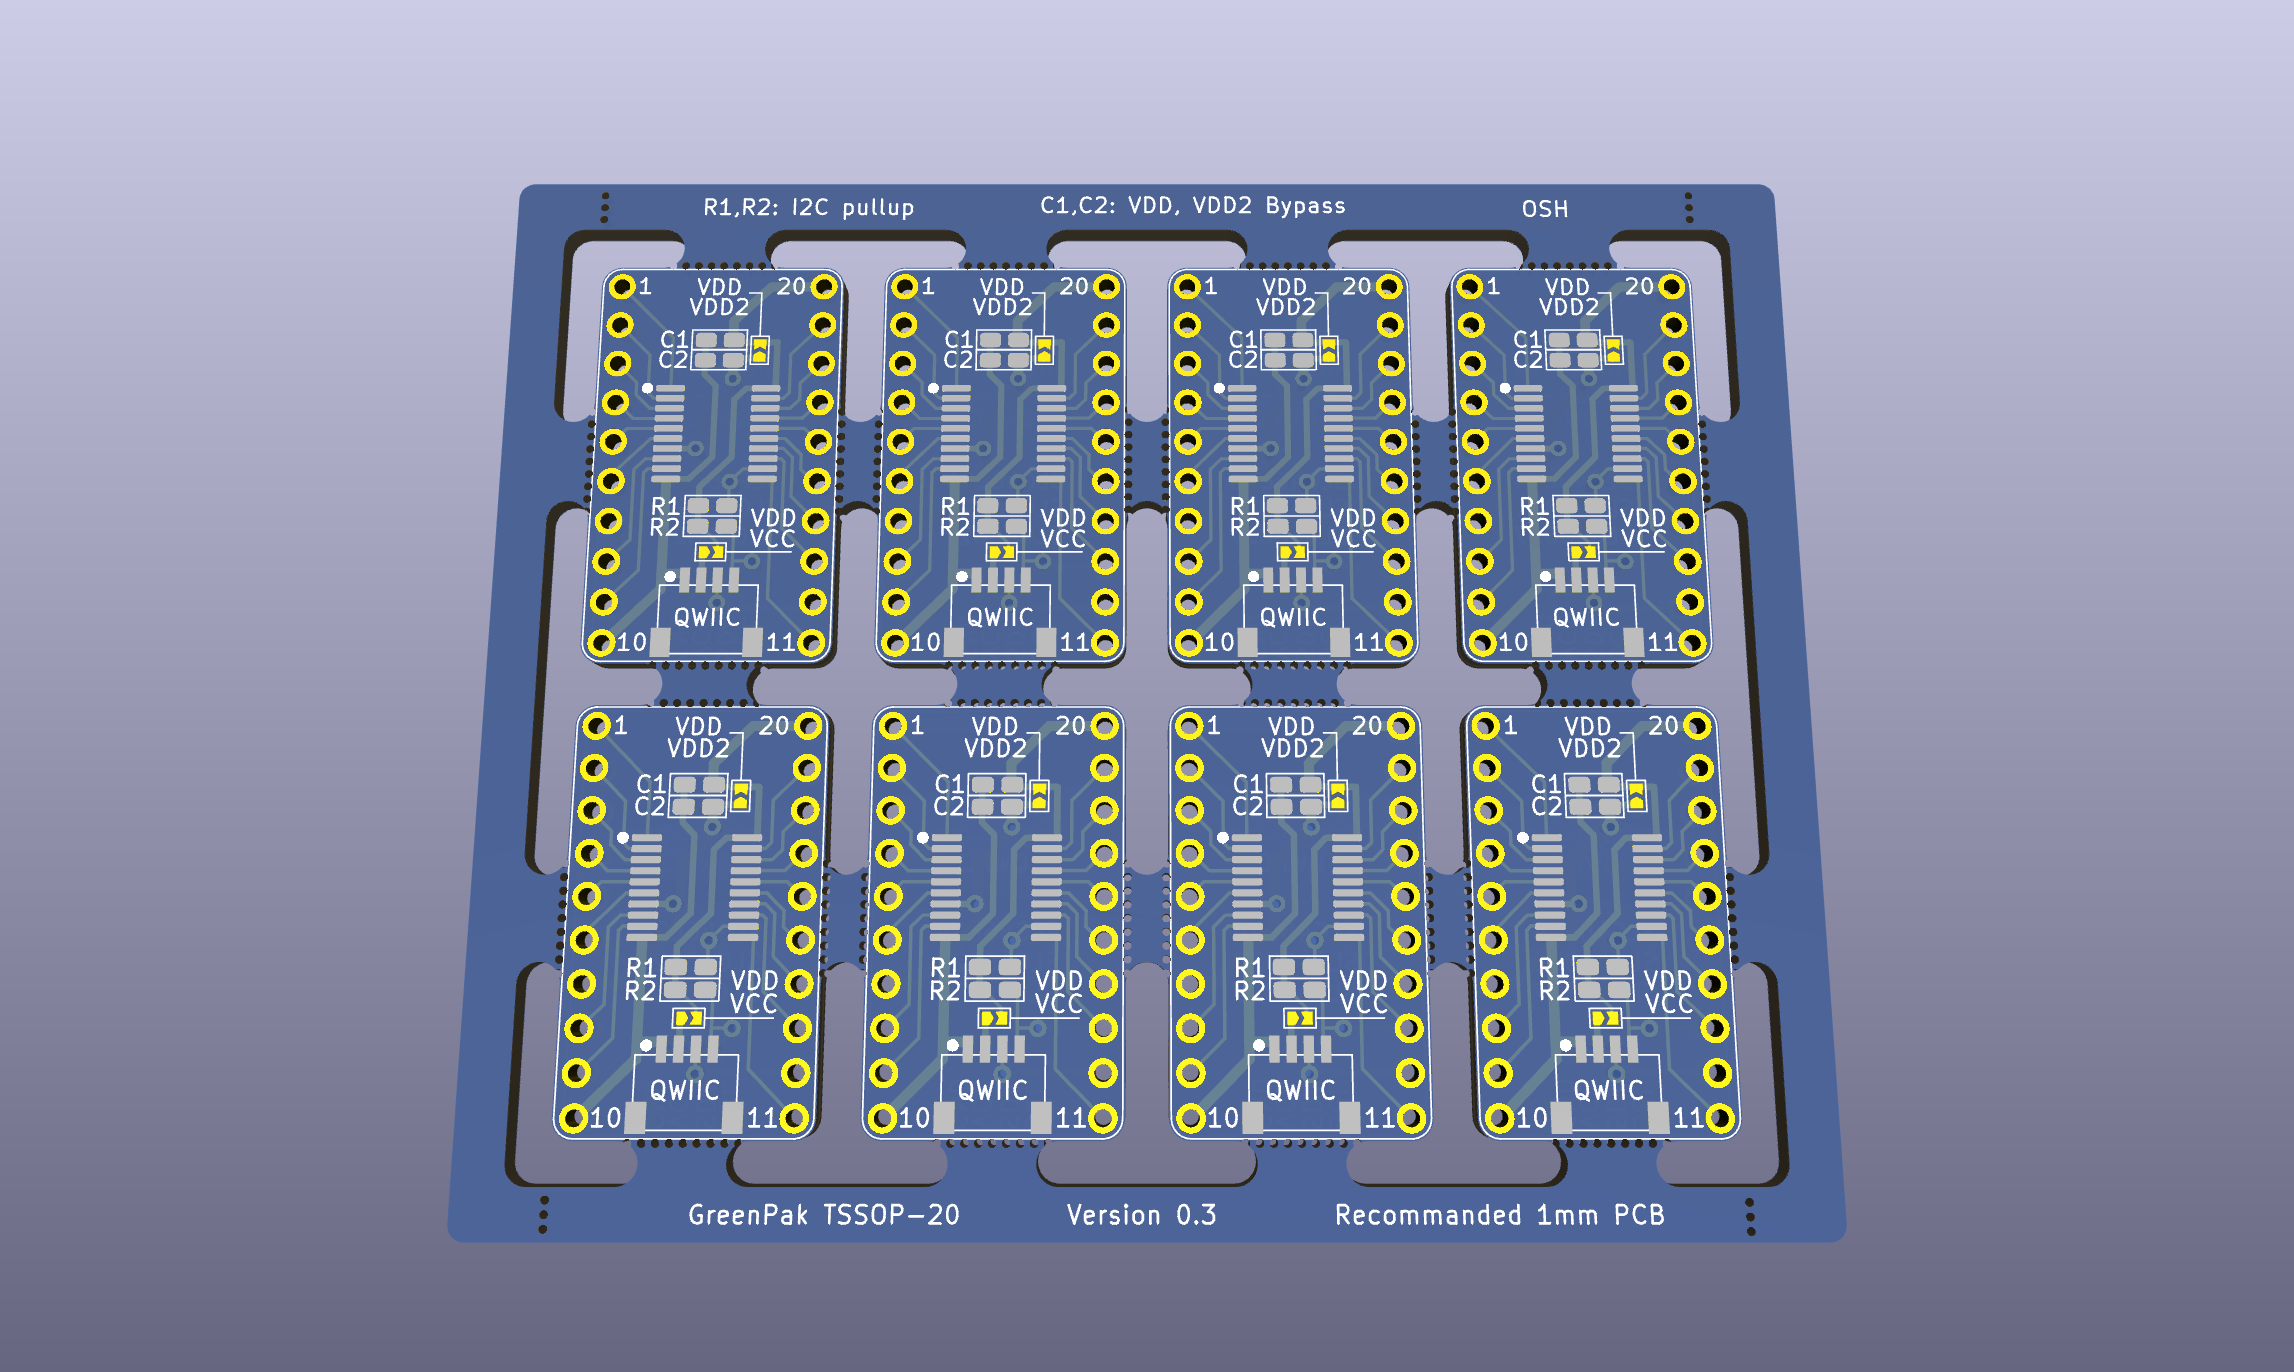 R1,R2: I2C pullup C1,C2: VDD, VDD2 Bypass OSH
1 VDD 20 1 VDD 20 1 VDD 20 1 VDD 20
VDD2 VDD2 VDD2 VDD2
C1 C1 C1 C1
C2 C2 C2 C2
R1 R1 R1 R1
VDD VDD VDD VDD
R2 R2 R2 R2
VCC VCC VCC VCC
QWIIC QWIIC QWIIC QWIIC
10 11 10 11 10 11 10 11
1 VDD 20 1 VDD 20 1 VDD 20 1 VDD 20
VDD2 VDD2 VDD2 VDD2
C1 C1 C1 C1
C2 C2 C2 C2
R1 R1 R1 R1
VDD VDD VDD VDD
R2 R2 R2 R2
VCC VCC VCC VCC
QWIIC QWIIC QWIIC QWIIC
10 11 10 11 10 11 10 11
GreenPak TSSOP-20 Version 0.3 Recommanded 1mm PCB